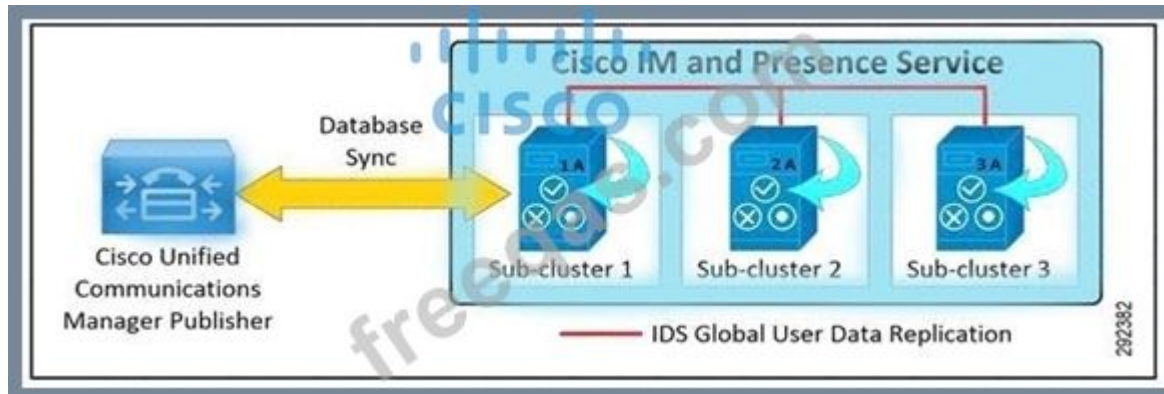 Cisco IM and Presence Service
CISCO
Database
Sync
1A
2A
3A
Sub-cluster 1
Sub-cluster 2
Sub-cluster 3
Cisco Unified
Communications
Manager Publisher
IDS Global User Data Replication
292382
freeqas.com